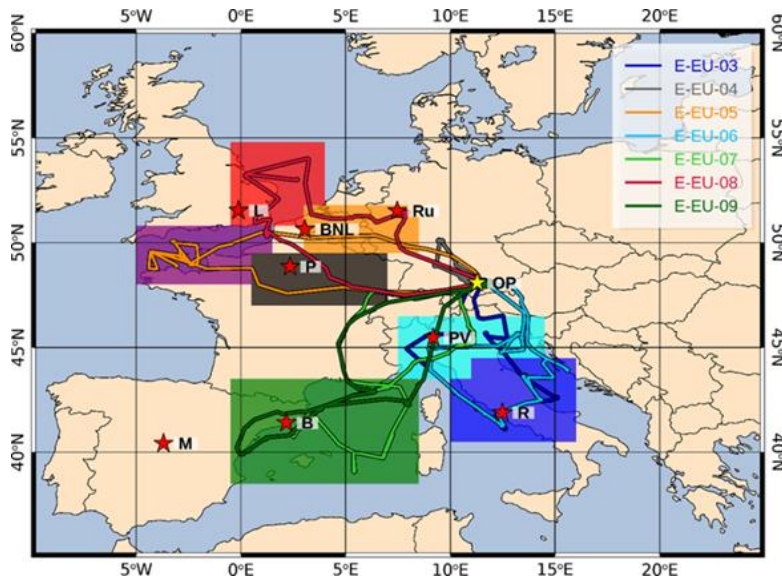 5°W 0°E 5°E 10°E 15°E 20°E
60°N 60°N
E-EU-03
E-EU-04
E-EU-05
E-EU-06
E-EU-07
E-EU-08
E-EU-09
55°N 55°N
L Ru
BNL
50°N 50°N
P OP
PV
45°N 45°N
R
B
M
40°N 40°N
5°W 0°E 5°E 10°E 15°E 20°E